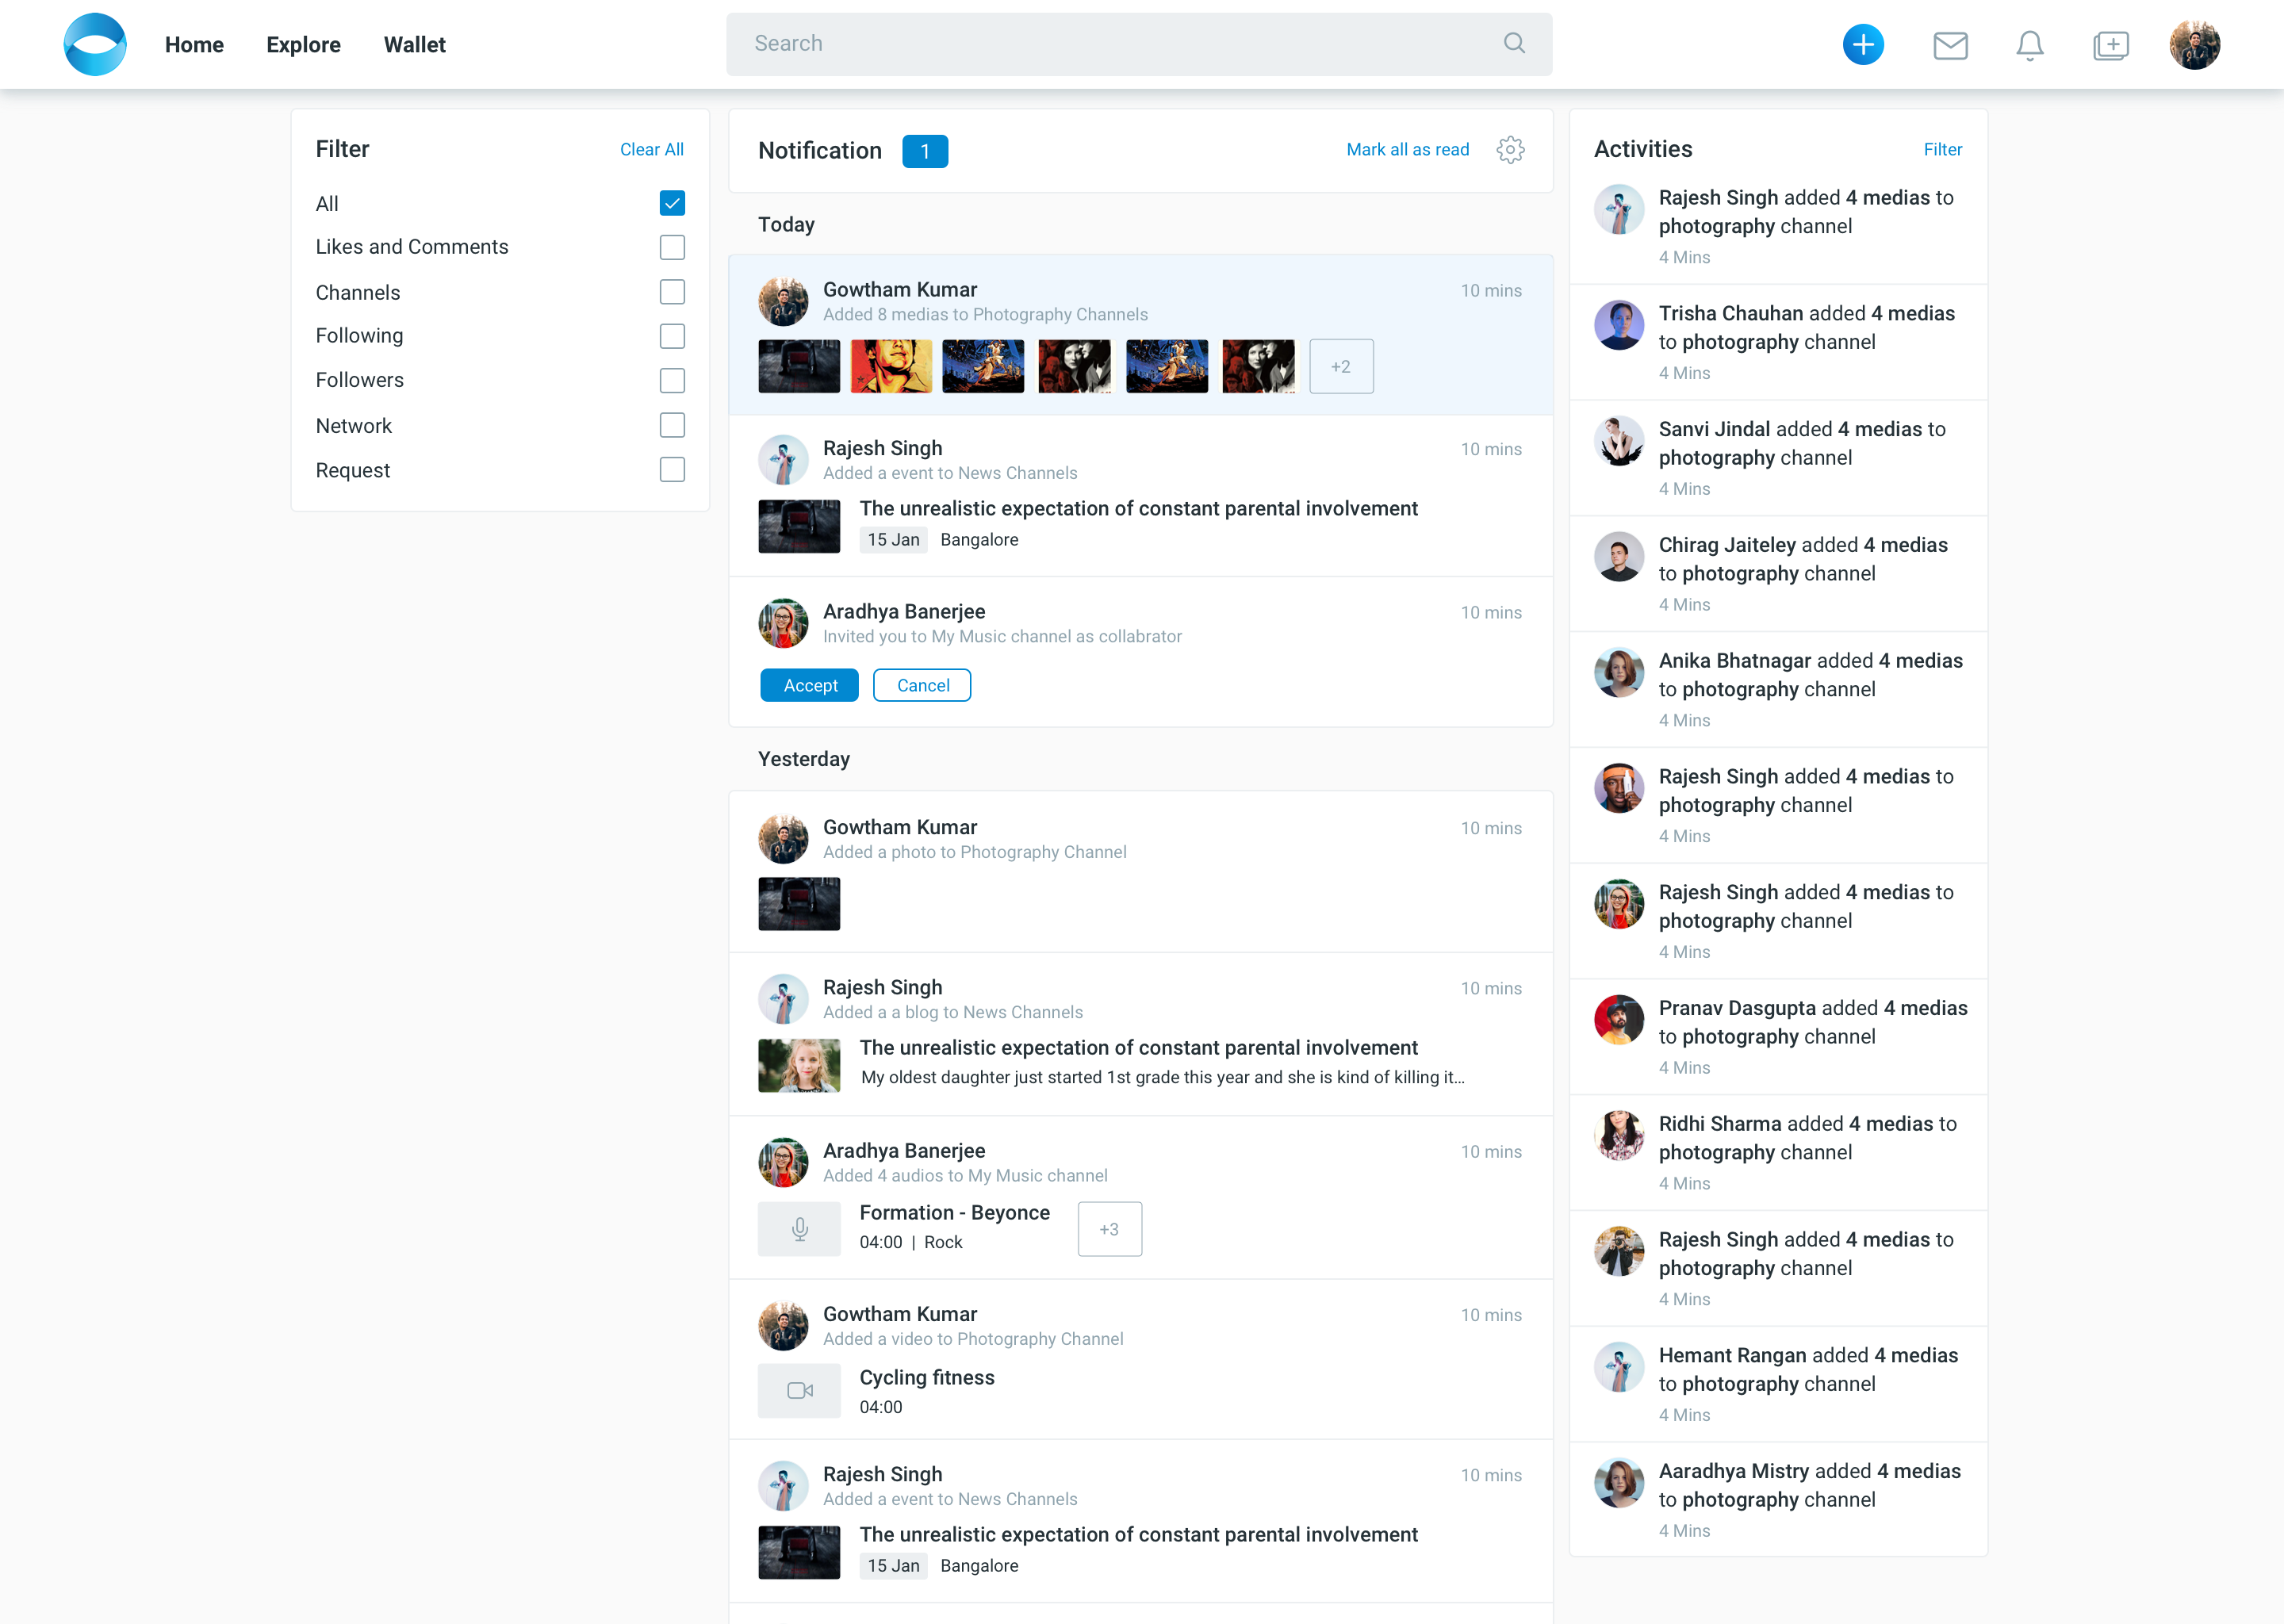 Home Explore Wallet
Search
Filter Clear All
All
Likes and Comments
Channels
Following
Followers
Network
Request
Notification 1 Mark all as read
Today
Gowtham Kumar 10 mins
Added 8 medias to Photography Channels
+2
Rajesh Singh 10 mins
Added a event to News Channels
The unrealistic expectation of constant parental involvement
15 Jan Bangalore
Aradhya Banerjee 10 mins
Invited you to My Music channel as collabrator
Accept Cancel
Yesterday
Gowtham Kumar 10 mins
Added a photo to Photography Channel
Rajesh Singh 10 mins
Added a a blog to News Channels
The unrealistic expectation of constant parental involvement
My oldest daughter just started 1st grade this year and she is kind of killing it...
Aradhya Banerjee 10 mins
Added 4 audios to My Music channel
Formation - Beyonce
04:00 | Rock
+3
Gowtham Kumar 10 mins
Added a video to Photography Channel
Cycling fitness
04:00
Rajesh Singh 10 mins
Added a event to News Channels
The unrealistic expectation of constant parental involvement
15 Jan Bangalore
Activities Filter
Rajesh Singh added 4 medias to
photography channel
4 Mins
Trisha Chauhan added 4 medias
to photography channel
4 Mins
Sanvi Jindal added 4 medias to
photography channel
4 Mins
Chirag Jaiteley added 4 medias
to photography channel
4 Mins
Anika Bhatnagar added 4 medias
to photography channel
4 Mins
Rajesh Singh added 4 medias to
photography channel
4 Mins
Rajesh Singh added 4 medias to
photography channel
4 Mins
Pranav Dasgupta added 4 medias
to photography channel
4 Mins
Ridhi Sharma added 4 medias to
photography channel
4 Mins
Rajesh Singh added 4 medias to
photography channel
4 Mins
Hemant Rangan added 4 medias
to photography channel
4 Mins
Aaradhya Mistry added 4 medias
to photography channel
4 Mins